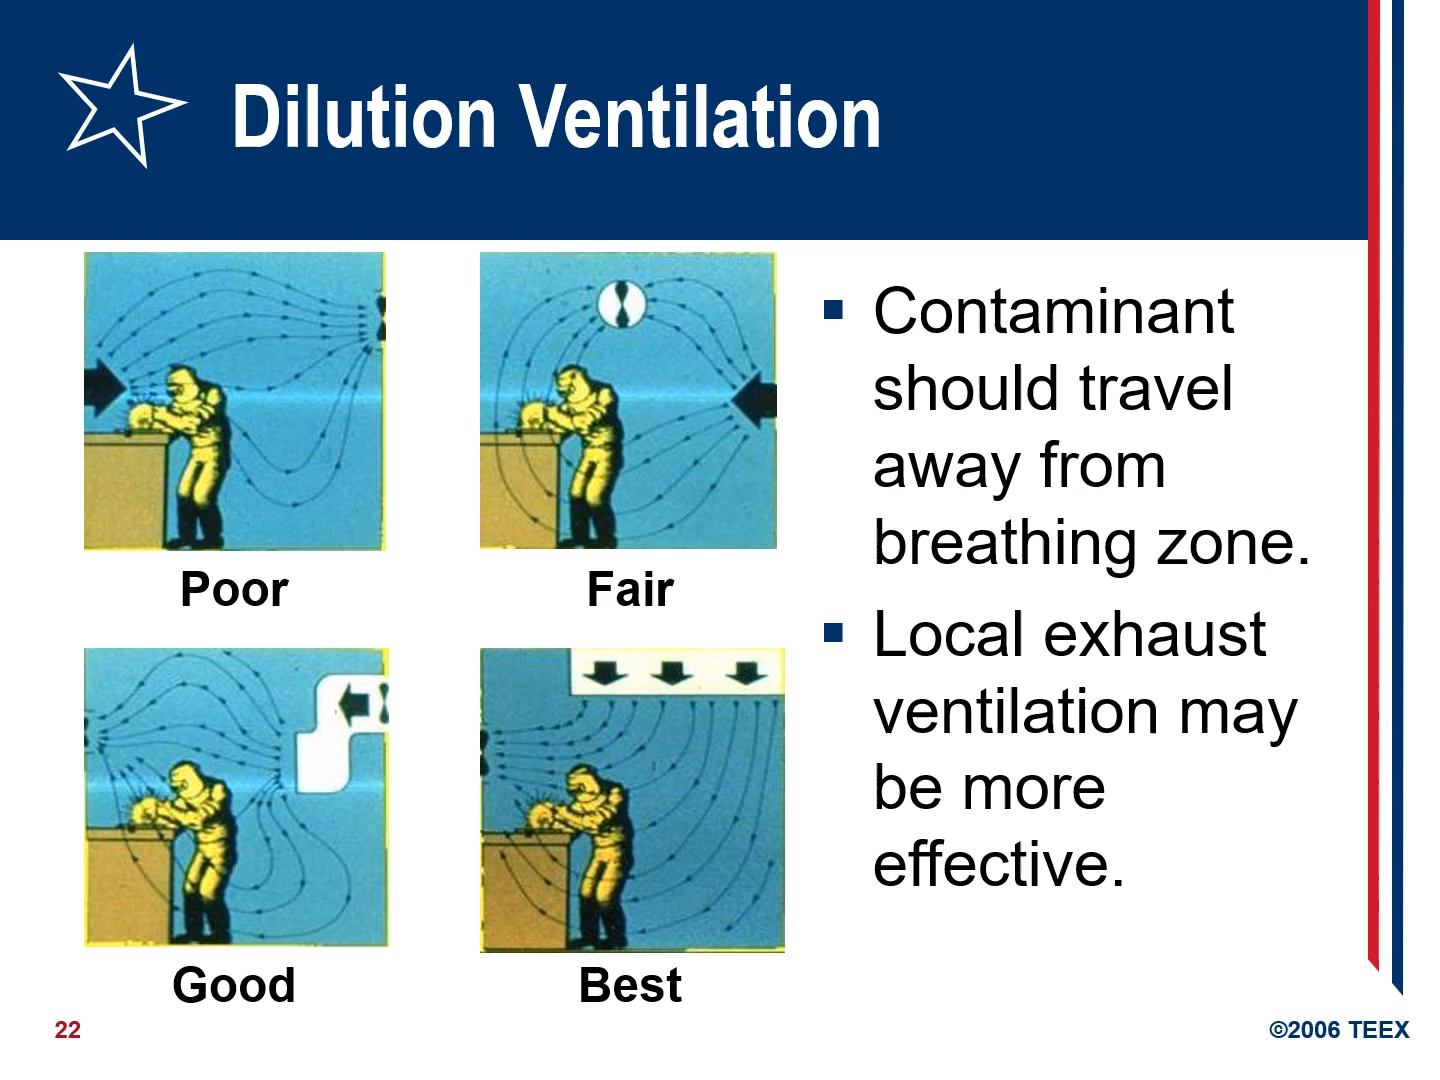 Dilution Ventilation
Poor
Fair
Good
Best
Contaminant
should travel
away from
breathing zone.
Local exhaust
ventilation may
be more
effective.
22
©2006 TEEX